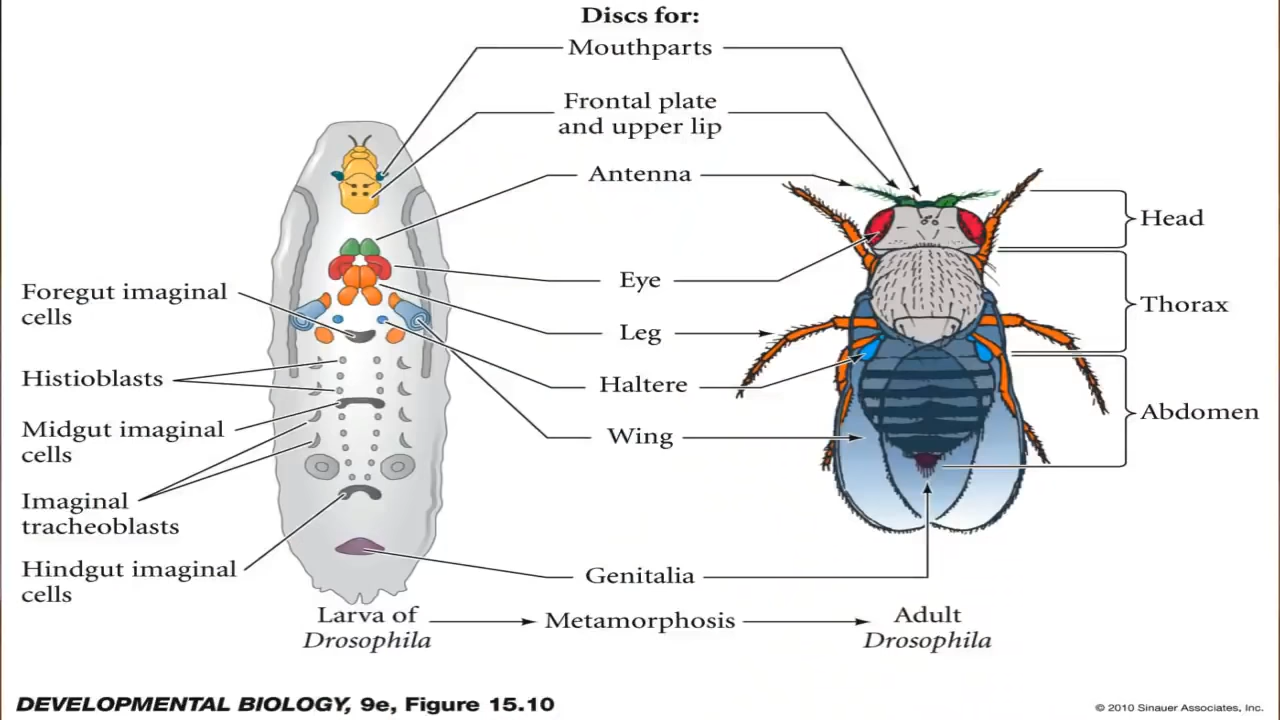 Discs for:
Mouthparts
Frontal plate
and upper lip
Antenna
Eye
Leg
Haltere
Wing
Genitalia
Foregut imaginal
cells
Histioblasts
Midgut imaginal
cells
Imaginal
tracheoblasts
Hindgut imaginal
cells
Head
Thorax
Abdomen
Larva of
Drosophila
Metamorphosis
Adult
Drosophila
DEVELOPMENTAL BIOLOGY, 9e, Figure 15.10
© 2010 Sinauer Associates, Inc.